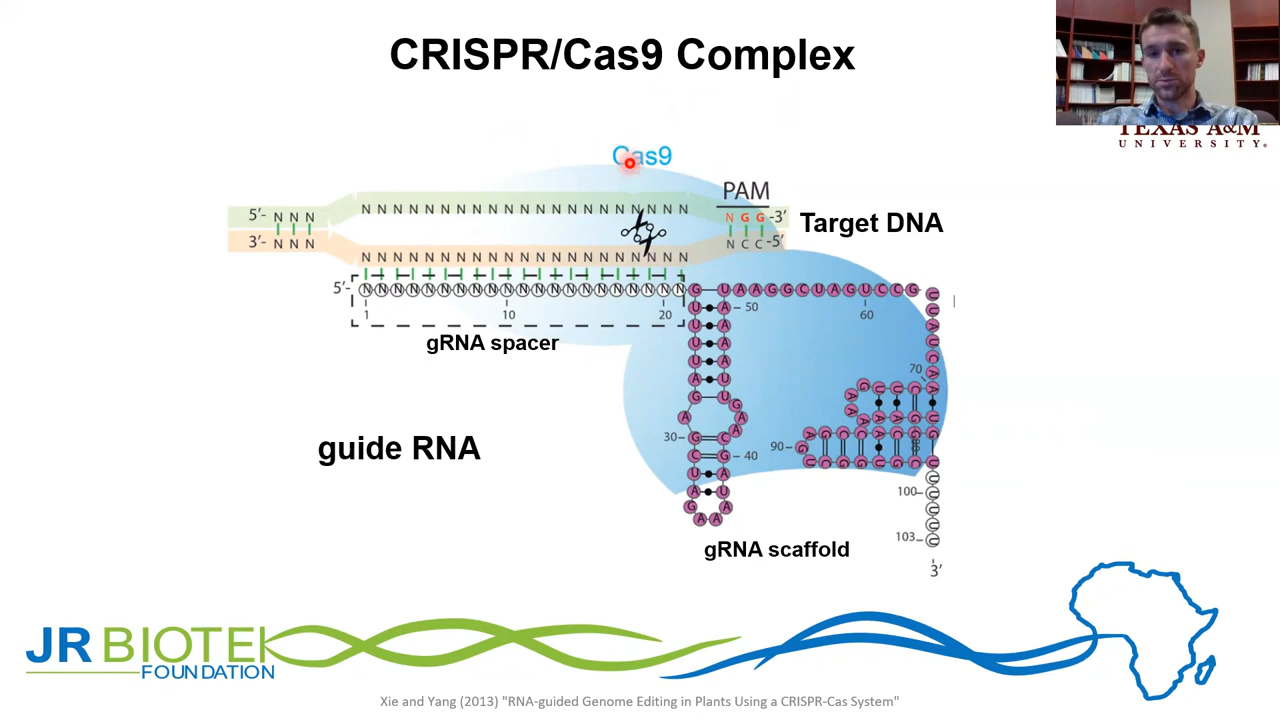 CRISPR/Cas9 Complex
TEXAS A&M
UNIVERSITY.
Cas9
PAM
5′- N N N
N N N N N N N N N N N N N N N N N N N N N
N G G -3′
Target DNA
3′- N N N
N N N N N N N N N N N N N N N N N N N N N
N C C -5′
5′-
1
10
20
50
60
70
30
40
90
100
103
3′
gRNA spacer
guide RNA
gRNA scaffold
JR BIOTEK
FOUNDATION
Xie and Yang (2013) "RNA-guided Genome Editing in Plants Using a CRISPR-Cas System"